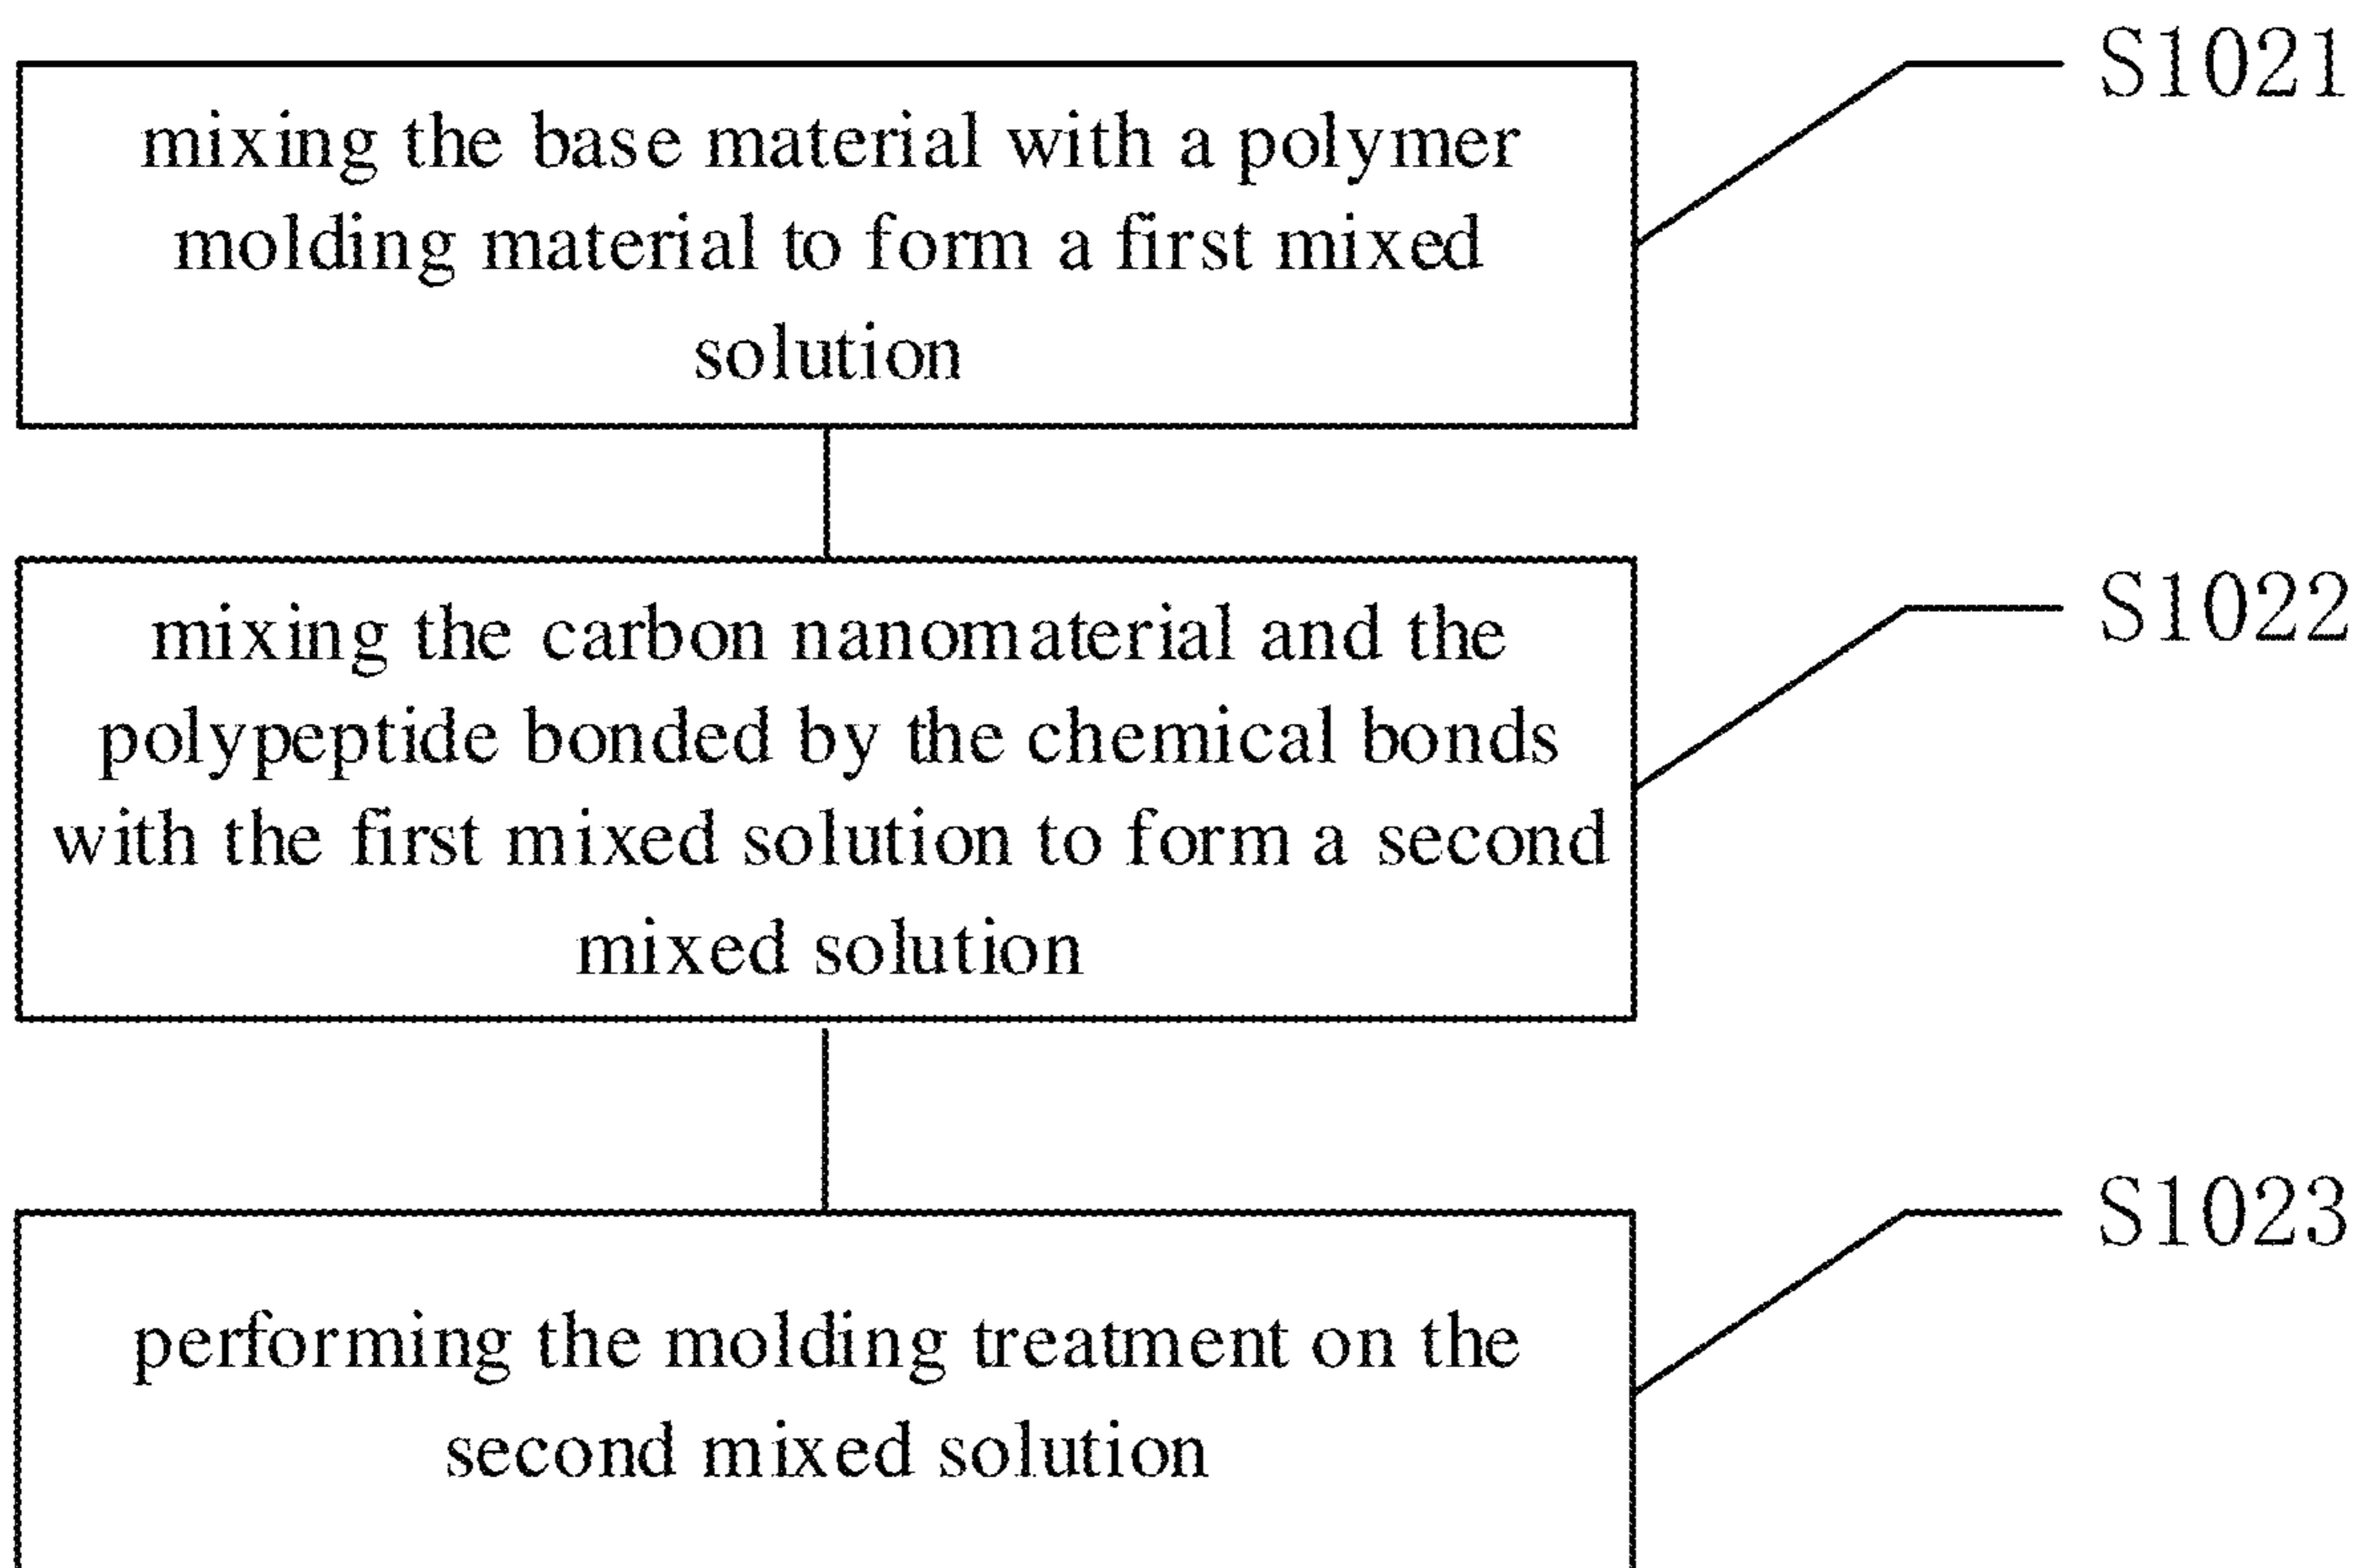 S1021
mixing the base material with a polymer
molding material to form a first mixed
solution
S1022
mixing the carbon nanomaterial and the
polypeptide bonded by the chemical bonds
with the first mixed solution to form a second
mixed solution
S1023
performing the molding treatment on the
second mixed solution